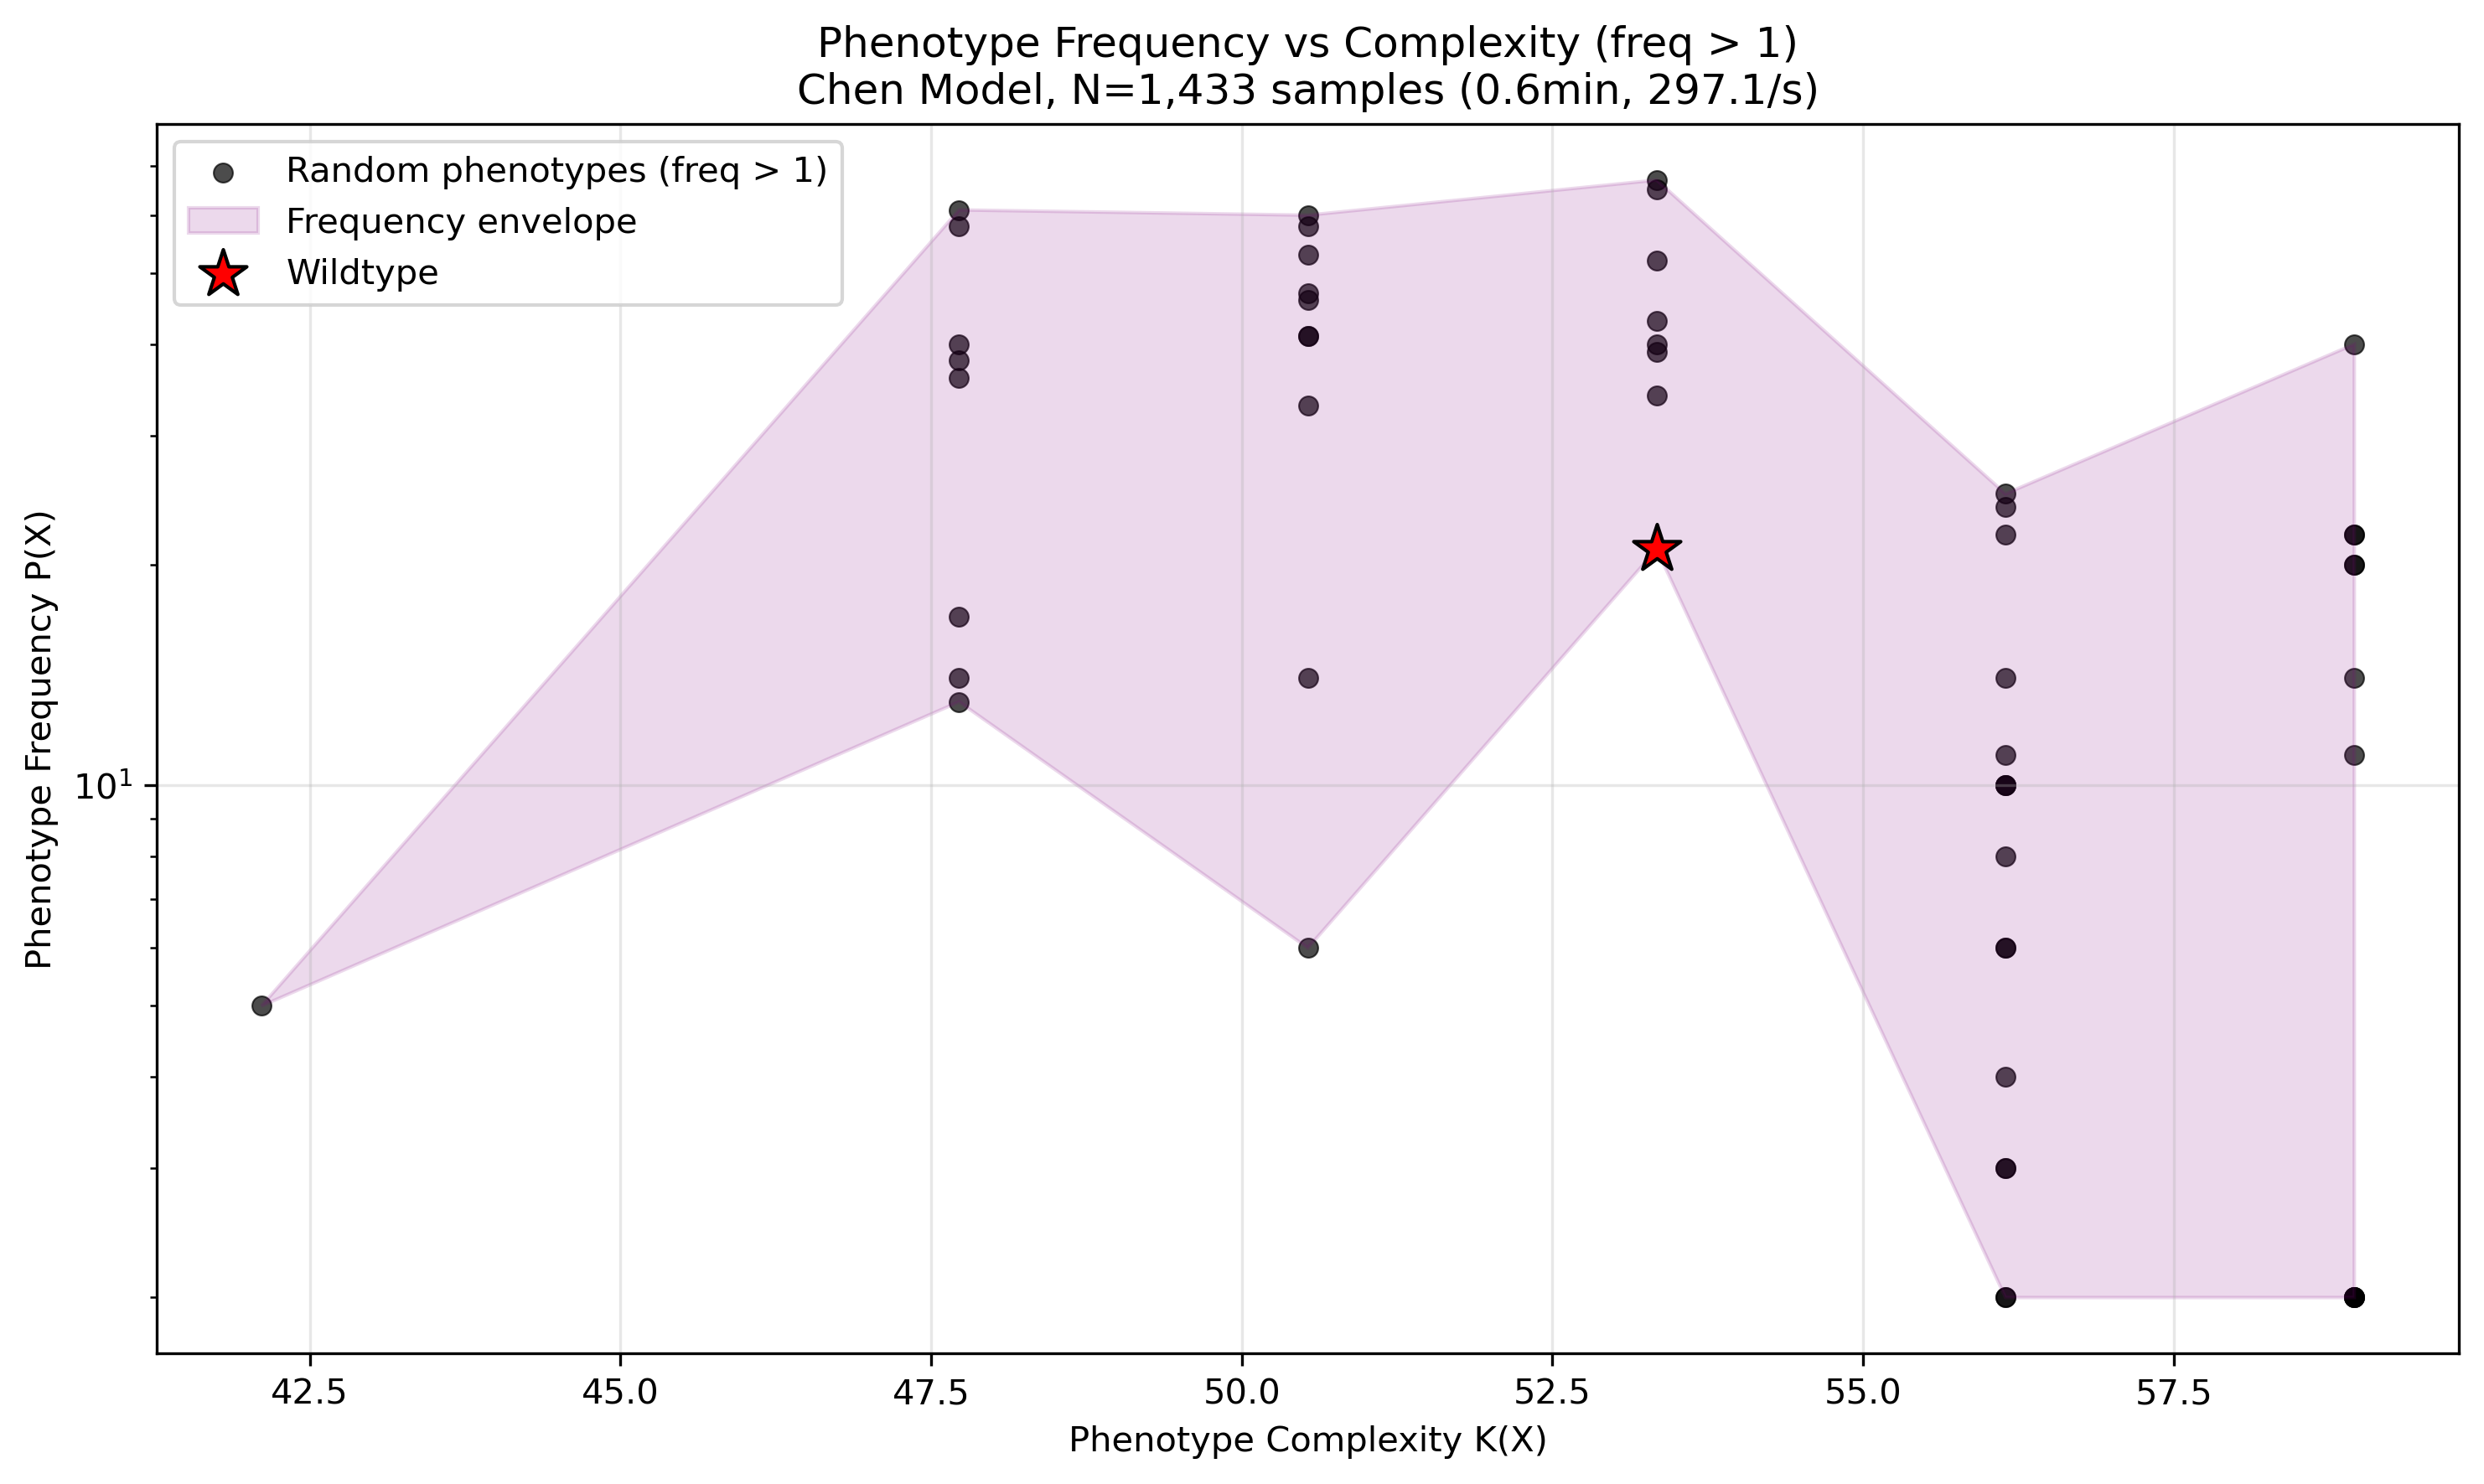 Phenotype Frequency vs Complexity (freq > 1)
Chen Model, N=1,433 samples (0.6min, 297.1/s)
Random phenotypes (freq > 1)
Frequency envelope
Wildtype
Phenotype Frequency P(X)
10¹
42.5 45.0 47.5 50.0 52.5 55.0 57.5
Phenotype Complexity K(X)